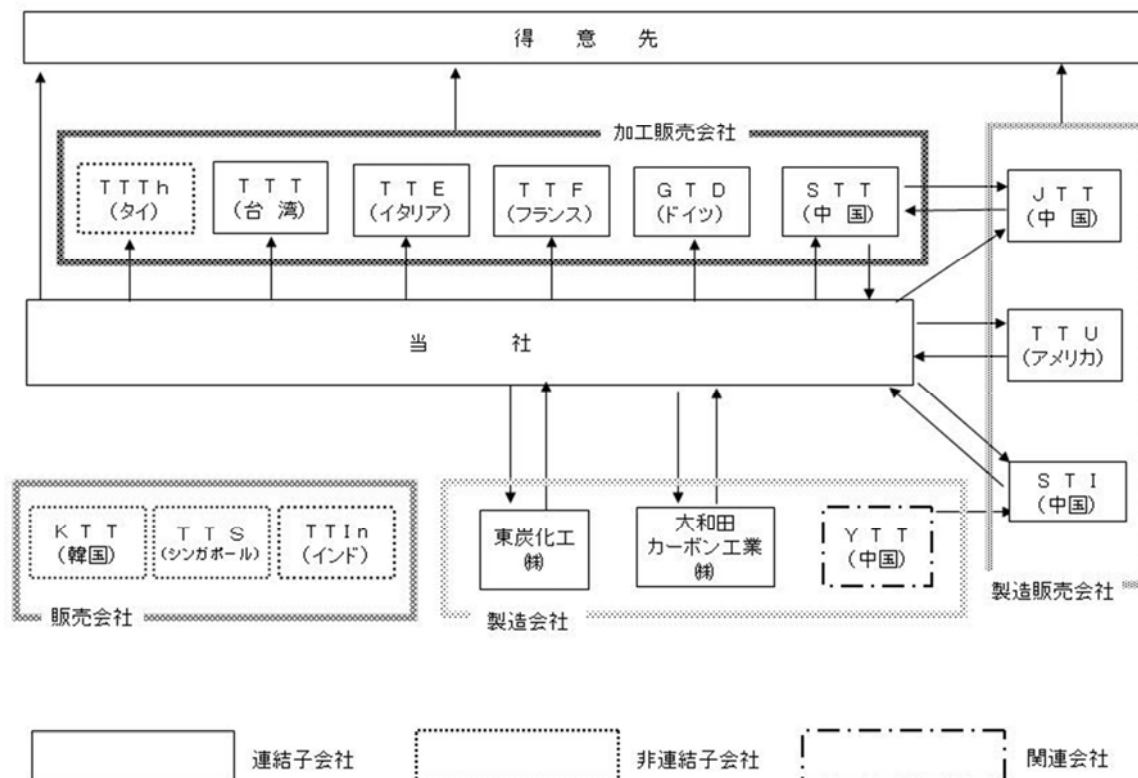 得 意 先
加工販売会社
TTTh
(タイ)
TTT
(台 湾)
TTE
(イタリア)
TTF
(フランス)
GTD
(ドイツ)
STT
(中 国)
JTT
(中 国)
当 社
TTU
(アメリカ)
STI
(中国)
KTT
(韓国)
TTS
(シンガポール)
TTIn
(インド)
販売会社
東炭化工
㈱
大和田
カーボン工業
㈱
YTT
(中国)
製造会社
製造販売会社
連結子会社
非連結子会社
関連会社